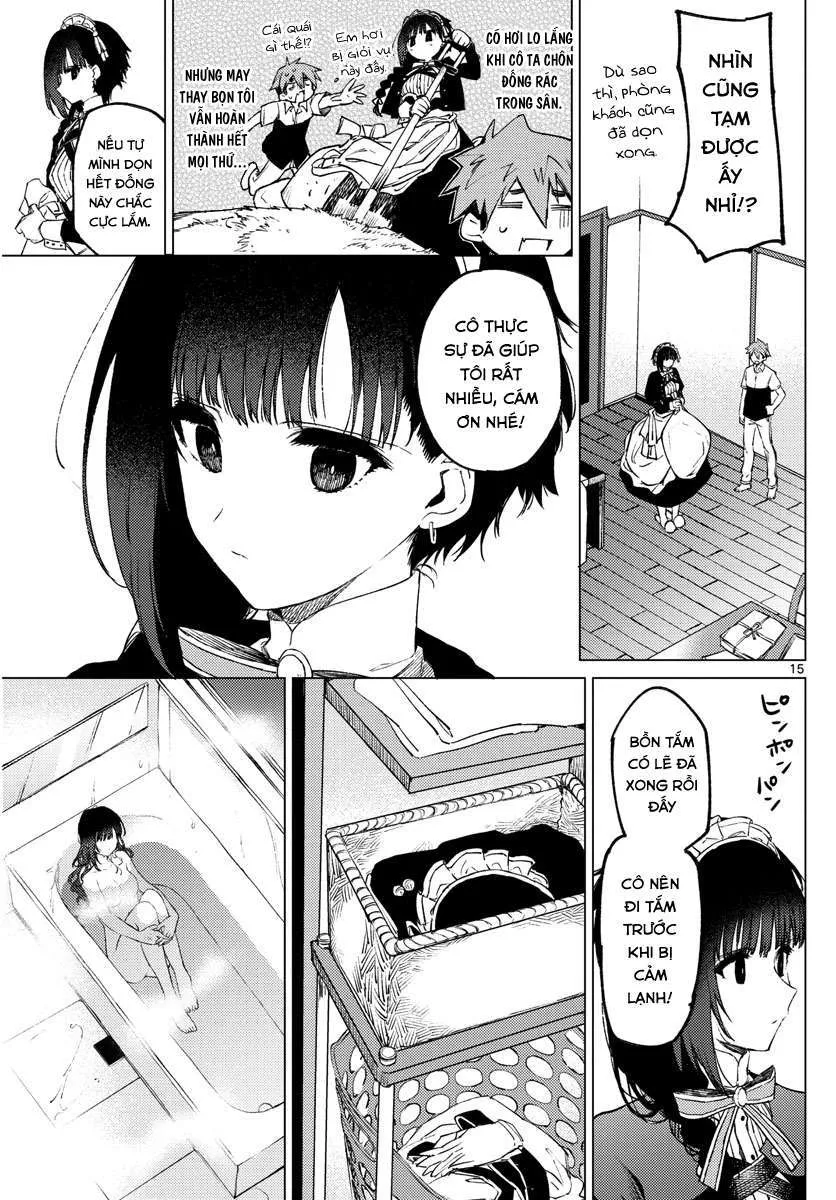 NHÌN
CŨNG
TẠM
ĐƯỢC
ẤY
NHỈ!?
Dù sao
thì, phòng
khách cũng
đã dọn
xong.
CÓ HƠI LO LẮNG
KHI CÔ TA CHÔN
ĐỐNG RÁC
TRONG SÂN.
Em hơi
bị giỏi vụ
này đấy.
Cái quái
gì thế!?
NHƯNG MAY
THAY BỌN TÔI
VẪN HOÀN
THÀNH HẾT
MỌI THỨ...
NẾU TỰ
MÌNH DỌN
HẾT ĐỐNG
NÀY CHẮC
CỰC LẮM.
CÔ THỰC
SỰ ĐÃ GIÚP
TÔI RẤT
NHIỀU, CÁM
ƠN NHÉ!
15
ピンポン
パン
BỒN TẮM
CÓ LẼ ĐÃ
XONG RỒI
ĐẤY
CÔ NÊN
ĐI TẮM
TRƯỚC
KHI BỊ
CẢM
LẠNH!